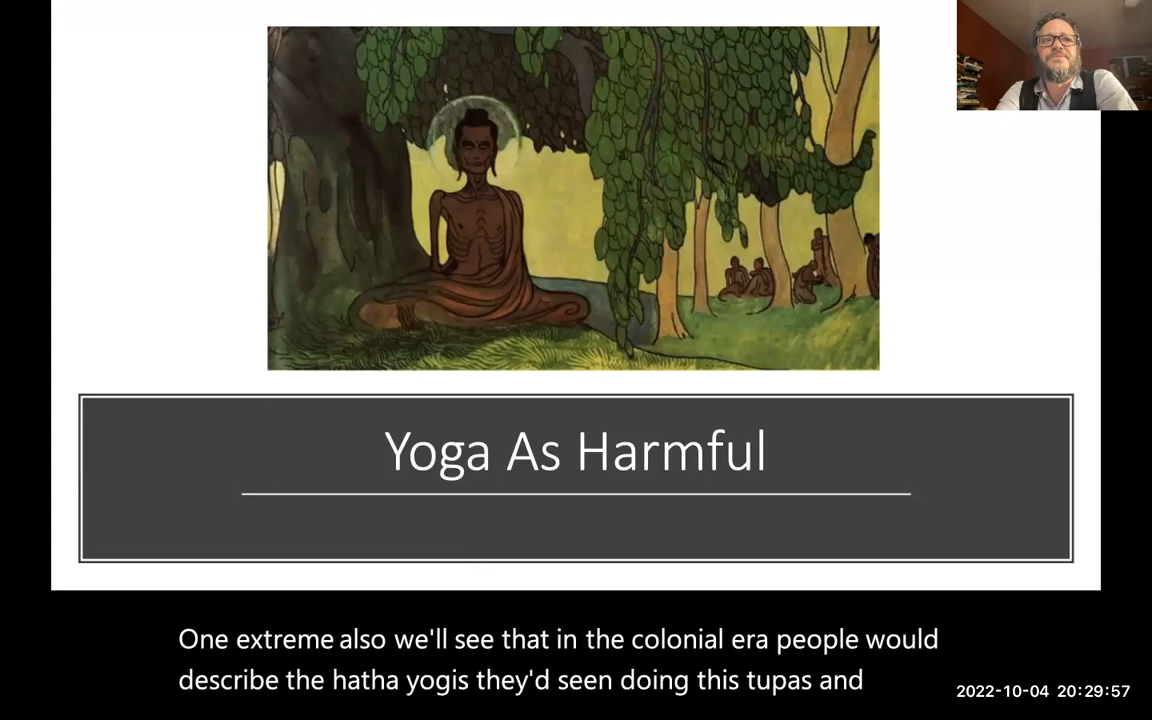 Yoga As Harmful
One extreme also we'll see that in the colonial era people would
describe the hatha yogis they'd seen doing this tupas and
2022-10-04 20:29:57